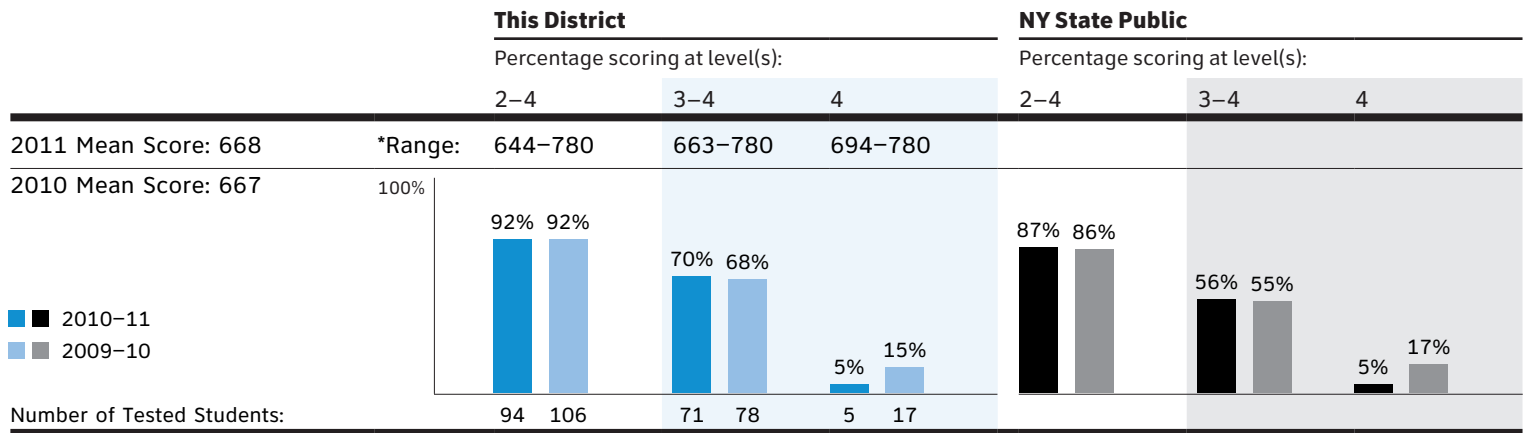 This District NY State Public
Percentage scoring at level(s): Percentage scoring at level(s):
2–4 3–4 4 2–4 3–4 4
2011 Mean Score: 668 *Range: 644–780 663–780 694–780
2010 Mean Score: 667 100%
92% 92% 70% 68% 5% 15% 87% 86% 56% 55% 5% 17%
2010–11
2009–10
Number of Tested Students: 94 106 71 78 5 17